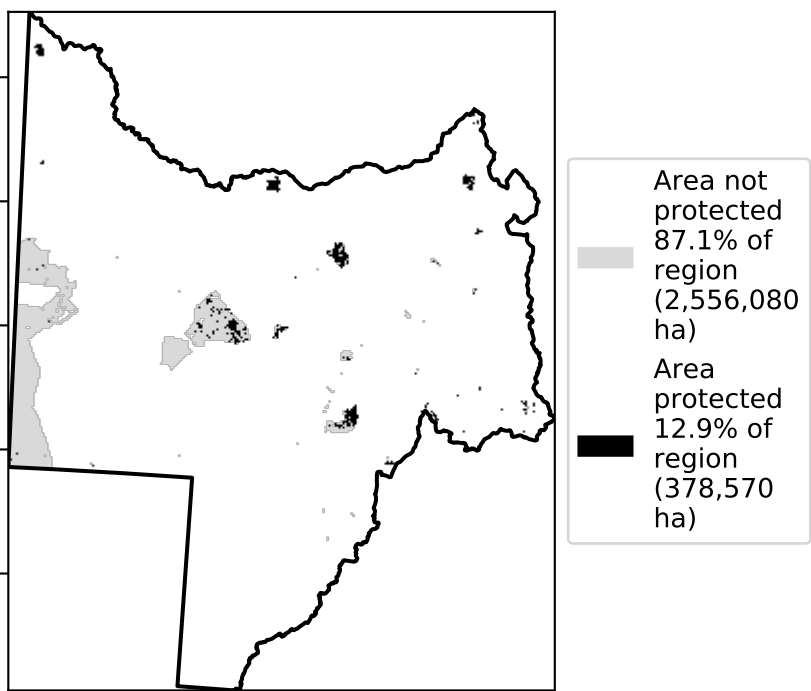 Area not
protected
87.1% of
region
(2,556,080
ha)
Area
protected
12.9% of
region
(378,570
ha)